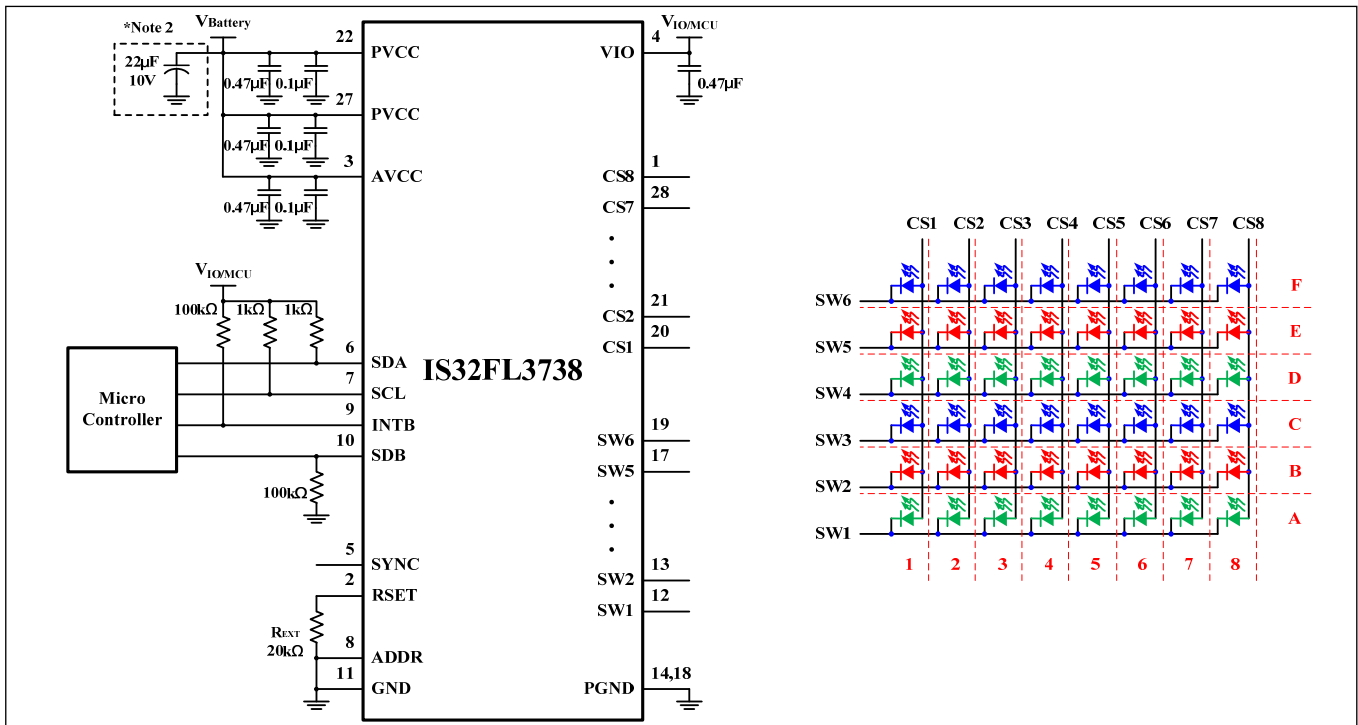 *Note 2
VBattery
22µF
10V
22
PVCC
0.47µF 0.1µF
27
PVCC
0.47µF 0.1µF
3
AVCC
0.47µF 0.1µF
VIO/MCU
100kΩ 1kΩ 1kΩ
Micro
Controller
6
SDA
7
SCL
9
INTB
10
SDB
100kΩ
5
SYNC
2
RSET
REXT
20kΩ
8
ADDR
11
GND
IS32FL3738
VIO/MCU
4
VIO
0.47µF
1
CS8
28
CS7
21
CS2
20
CS1
19
SW6
17
SW5
13
SW2
12
SW1
14,18
PGND
CS1 CS2 CS3 CS4 CS5 CS6 CS7 CS8
SW6 F
SW5 E
SW4 D
SW3 C
SW2 B
SW1 A
1 2 3 4 5 6 7 8